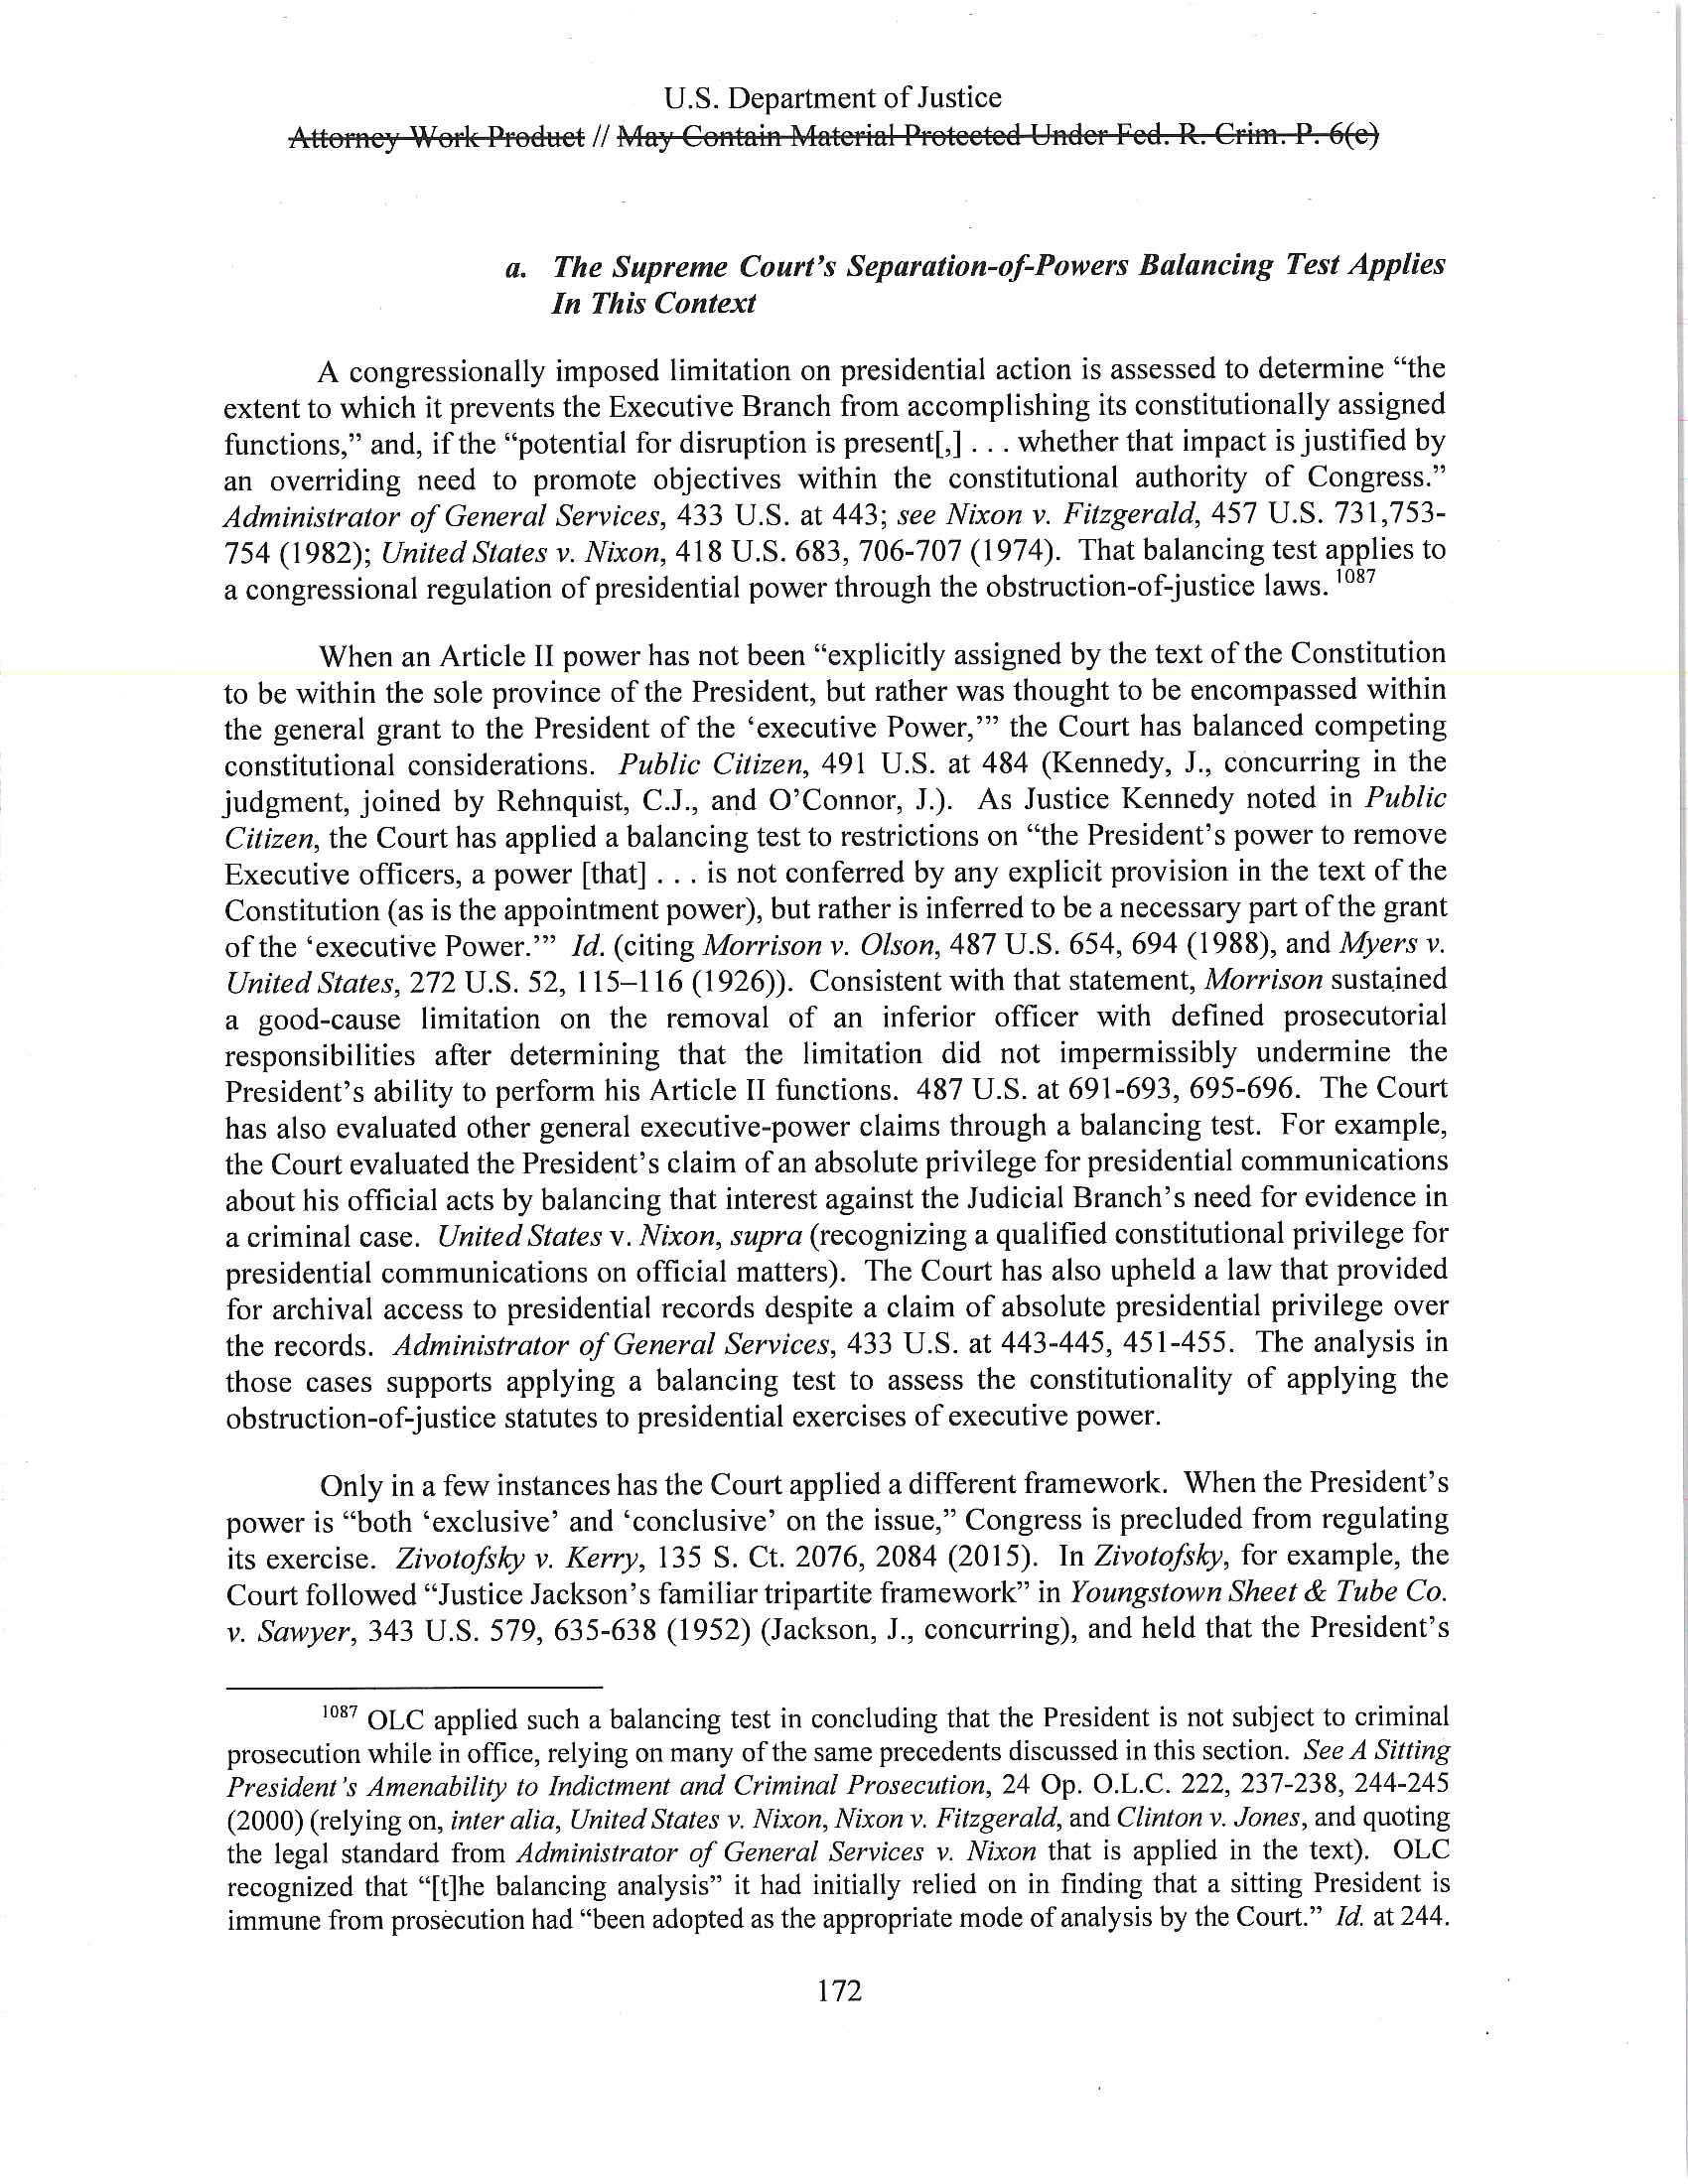 U.S. Department of Justice
Attorney Work Product // May Contain Material Protected Under Fed. R. Crim. P. 6(e)
a. The Supreme Court's Separation-of-Powers Balancing Test Applies
In This Context
A congressionally imposed limitation on presidential action is assessed to determine “the
extent to which it prevents the Executive Branch from accomplishing its constitutionally assigned
functions,” and, if the “potential for disruption is present[,] . . . whether that impact is justified by
an overriding need to promote objectives within the constitutional authority of Congress.”
Administrator of General Services, 433 U.S. at 443; see Nixon v. Fitzgerald, 457 U.S. 731,753-
754 (1982); United States v. Nixon, 418 U.S. 683, 706-707 (1974). That balancing test applies to
a congressional regulation of presidential power through the obstruction-of-justice laws. 1087
When an Article II power has not been “explicitly assigned by the text of the Constitution
to be within the sole province of the President, but rather was thought to be encompassed within
the general grant to the President of the ‘executive Power,’” the Court has balanced competing
constitutional considerations. Public Citizen, 491 U.S. at 484 (Kennedy, J., concurring in the
judgment, joined by Rehnquist, C.J., and O’Connor, J.). As Justice Kennedy noted in Public
Citizen, the Court has applied a balancing test to restrictions on “the President’s power to remove
Executive officers, a power [that] . . . is not conferred by any explicit provision in the text of the
Constitution (as is the appointment power), but rather is inferred to be a necessary part of the grant
of the ‘executive Power.’” Id. (citing Morrison v. Olson, 487 U.S. 654, 694 (1988), and Myers v.
United States, 272 U.S. 52, 115–116 (1926)). Consistent with that statement, Morrison sustained
a good-cause limitation on the removal of an inferior officer with defined prosecutorial
responsibilities after determining that the limitation did not impermissibly undermine the
President’s ability to perform his Article II functions. 487 U.S. at 691-693, 695-696. The Court
has also evaluated other general executive-power claims through a balancing test. For example,
the Court evaluated the President’s claim of an absolute privilege for presidential communications
about his official acts by balancing that interest against the Judicial Branch’s need for evidence in
a criminal case. United States v. Nixon, supra (recognizing a qualified constitutional privilege for
presidential communications on official matters). The Court has also upheld a law that provided
for archival access to presidential records despite a claim of absolute presidential privilege over
the records. Administrator of General Services, 433 U.S. at 443-445, 451-455. The analysis in
those cases supports applying a balancing test to assess the constitutionality of applying the
obstruction-of-justice statutes to presidential exercises of executive power.
Only in a few instances has the Court applied a different framework. When the President’s
power is “both ‘exclusive’ and ‘conclusive’ on the issue,” Congress is precluded from regulating
its exercise. Zivotofsky v. Kerry, 135 S. Ct. 2076, 2084 (2015). In Zivotofsky, for example, the
Court followed “Justice Jackson’s familiar tripartite framework” in Youngstown Sheet & Tube Co.
v. Sawyer, 343 U.S. 579, 635-638 (1952) (Jackson, J., concurring), and held that the President’s
1087 OLC applied such a balancing test in concluding that the President is not subject to criminal
prosecution while in office, relying on many of the same precedents discussed in this section. See A Sitting
President’s Amenability to Indictment and Criminal Prosecution, 24 Op. O.L.C. 222, 237-238, 244-245
(2000) (relying on, inter alia, United States v. Nixon, Nixon v. Fitzgerald, and Clinton v. Jones, and quoting
the legal standard from Administrator of General Services v. Nixon that is applied in the text). OLC
recognized that “[t]he balancing analysis” it had initially relied on in finding that a sitting President is
immune from prosecution had “been adopted as the appropriate mode of analysis by the Court.” Id. at 244.
172